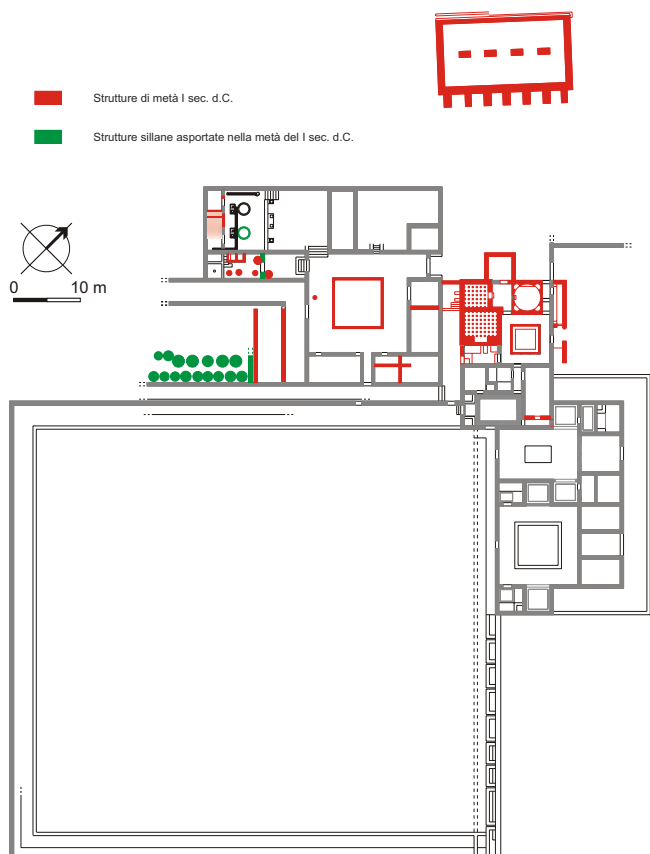 Strutture di metà I sec. d.C.
Strutture sillane asportate nella metà del I sec. d.C.
0 10 m